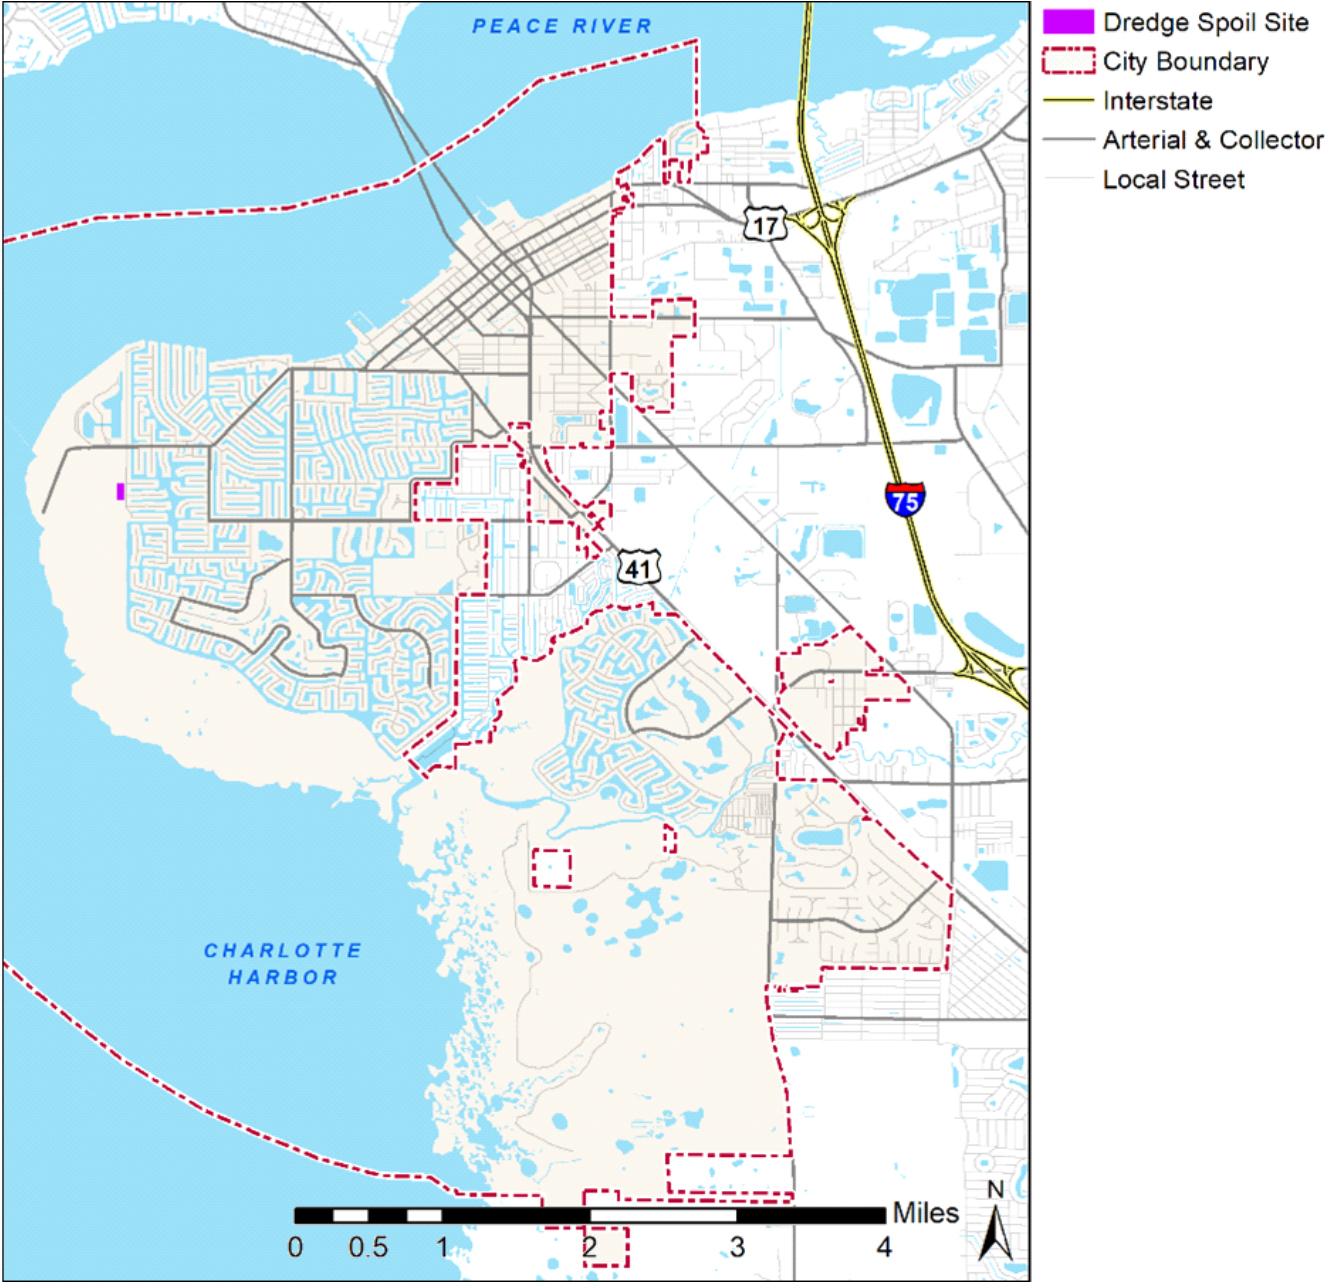 PEACE RIVER
Dredge Spoil Site
City Boundary
Interstate
Arterial & Collector
Local Street
17
75
41
CHARLOTTE
HARBOR
N
Miles
0 0.5 1 2 3 4